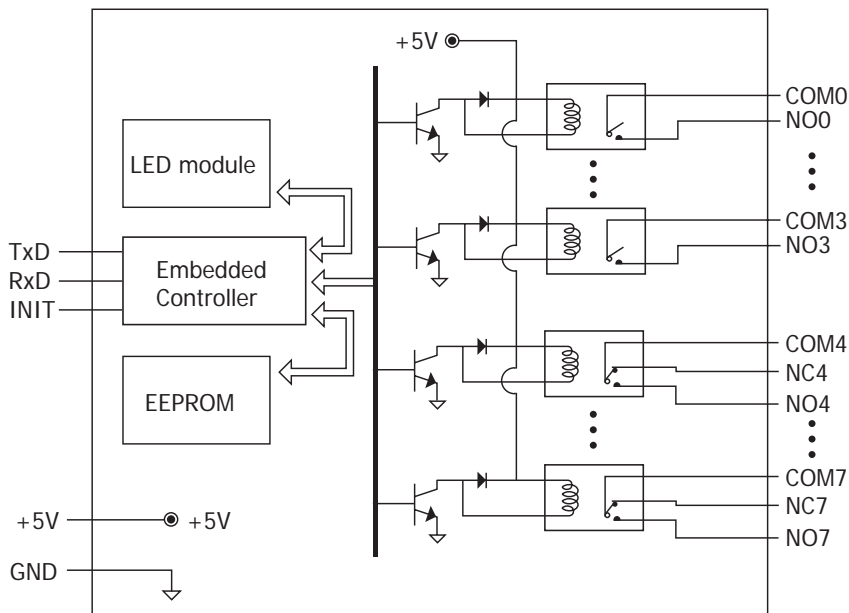 +5V
COM0
NO0
LED module
COM3
NO3
TxD
RxD
INIT
Embedded
Controller
COM4
NC4
NO4
EEPROM
COM7
NC7
NO7
+5V
+5V
GND